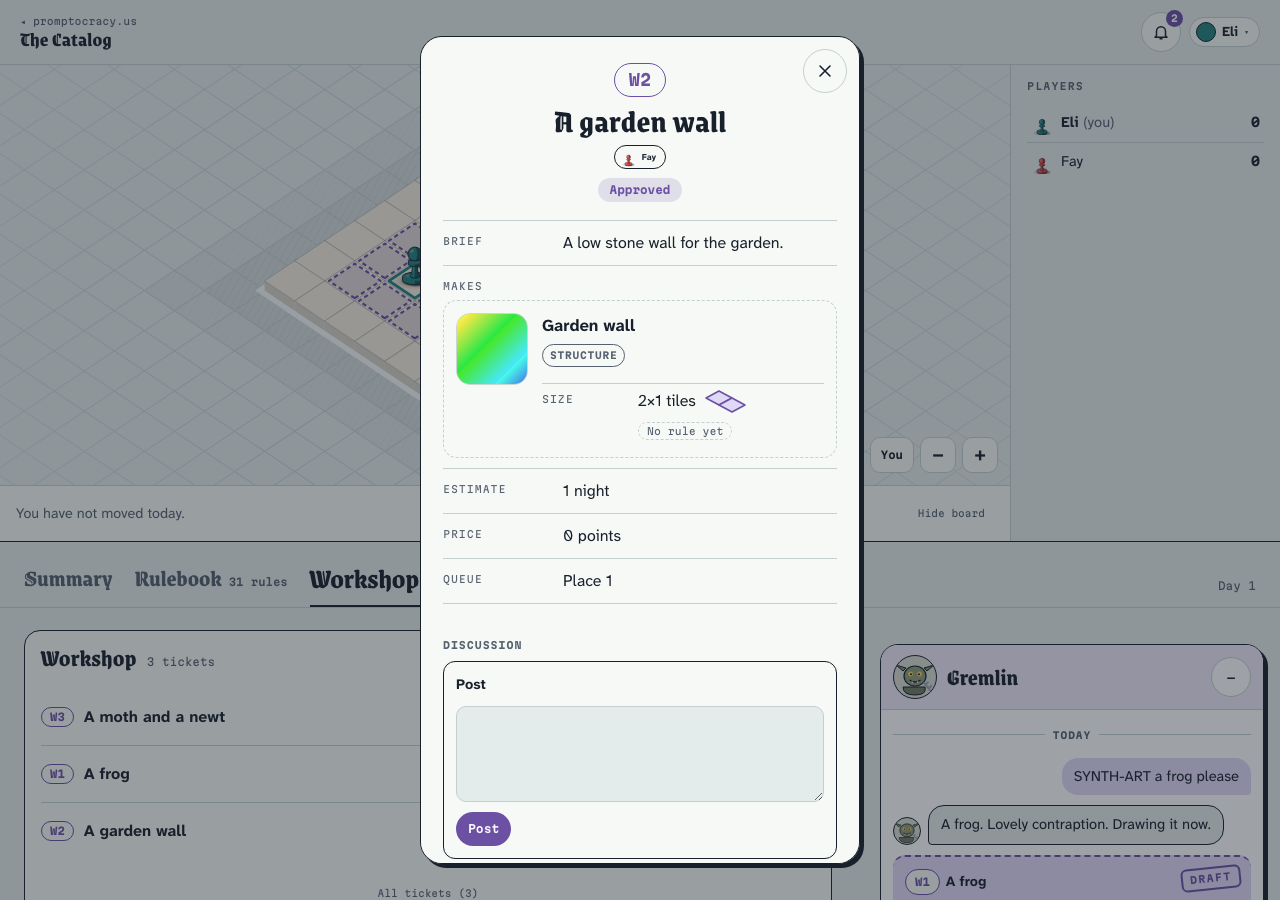 ◂ promptocracy.us
The Catalog
2
Eli ▾
PLAYERS
Eli (you) 0
Fay 0
You − +
You have not moved today.
Hide board
Summary
Rulebook 31 rules
Workshop
Day 1
Workshop 3 tickets
W3 A moth and a newt
W1 A frog
W2 A garden wall
All tickets (3)
W2
A garden wall
Fay
Approved
BRIEF A low stone wall for the garden.
MAKES
Garden wall
STRUCTURE
SIZE 2×1 tiles
No rule yet
ESTIMATE 1 night
PRICE 0 points
QUEUE Place 1
DISCUSSION
Post
Post
Gremlin
−
TODAY
SYNTH-ART a frog please
A frog. Lovely contraption. Drawing it now.
W1 A frog DRAFT